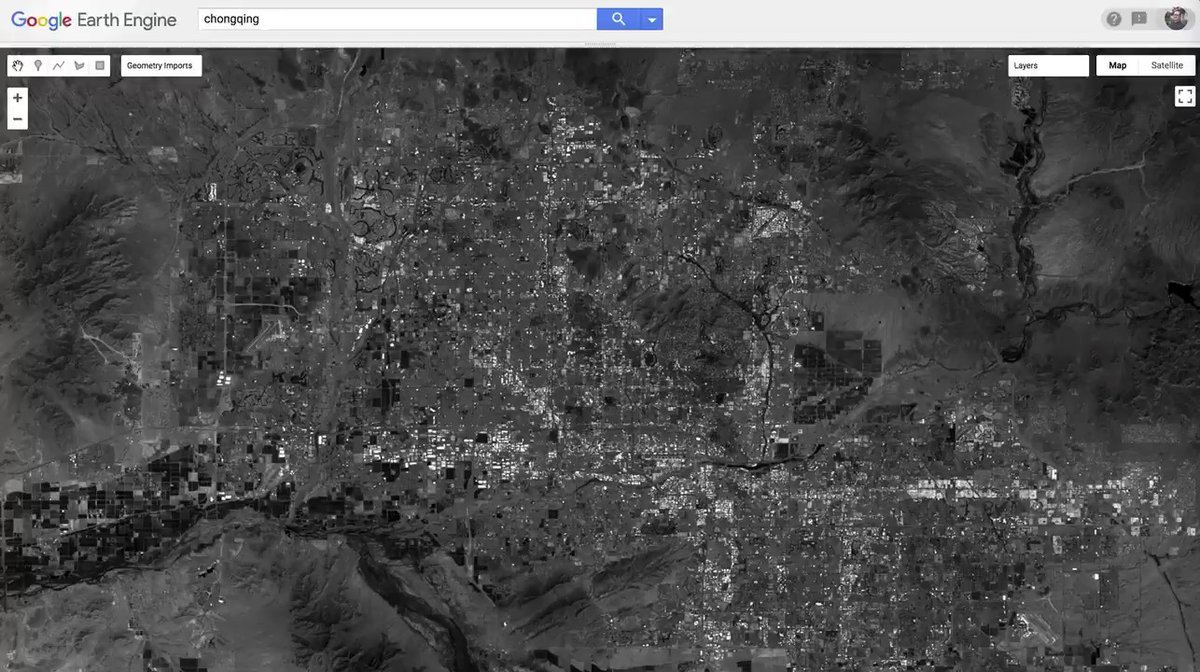 Google Earth Engine
chongqing
Geometry Imports
Layers
Map
Satellite